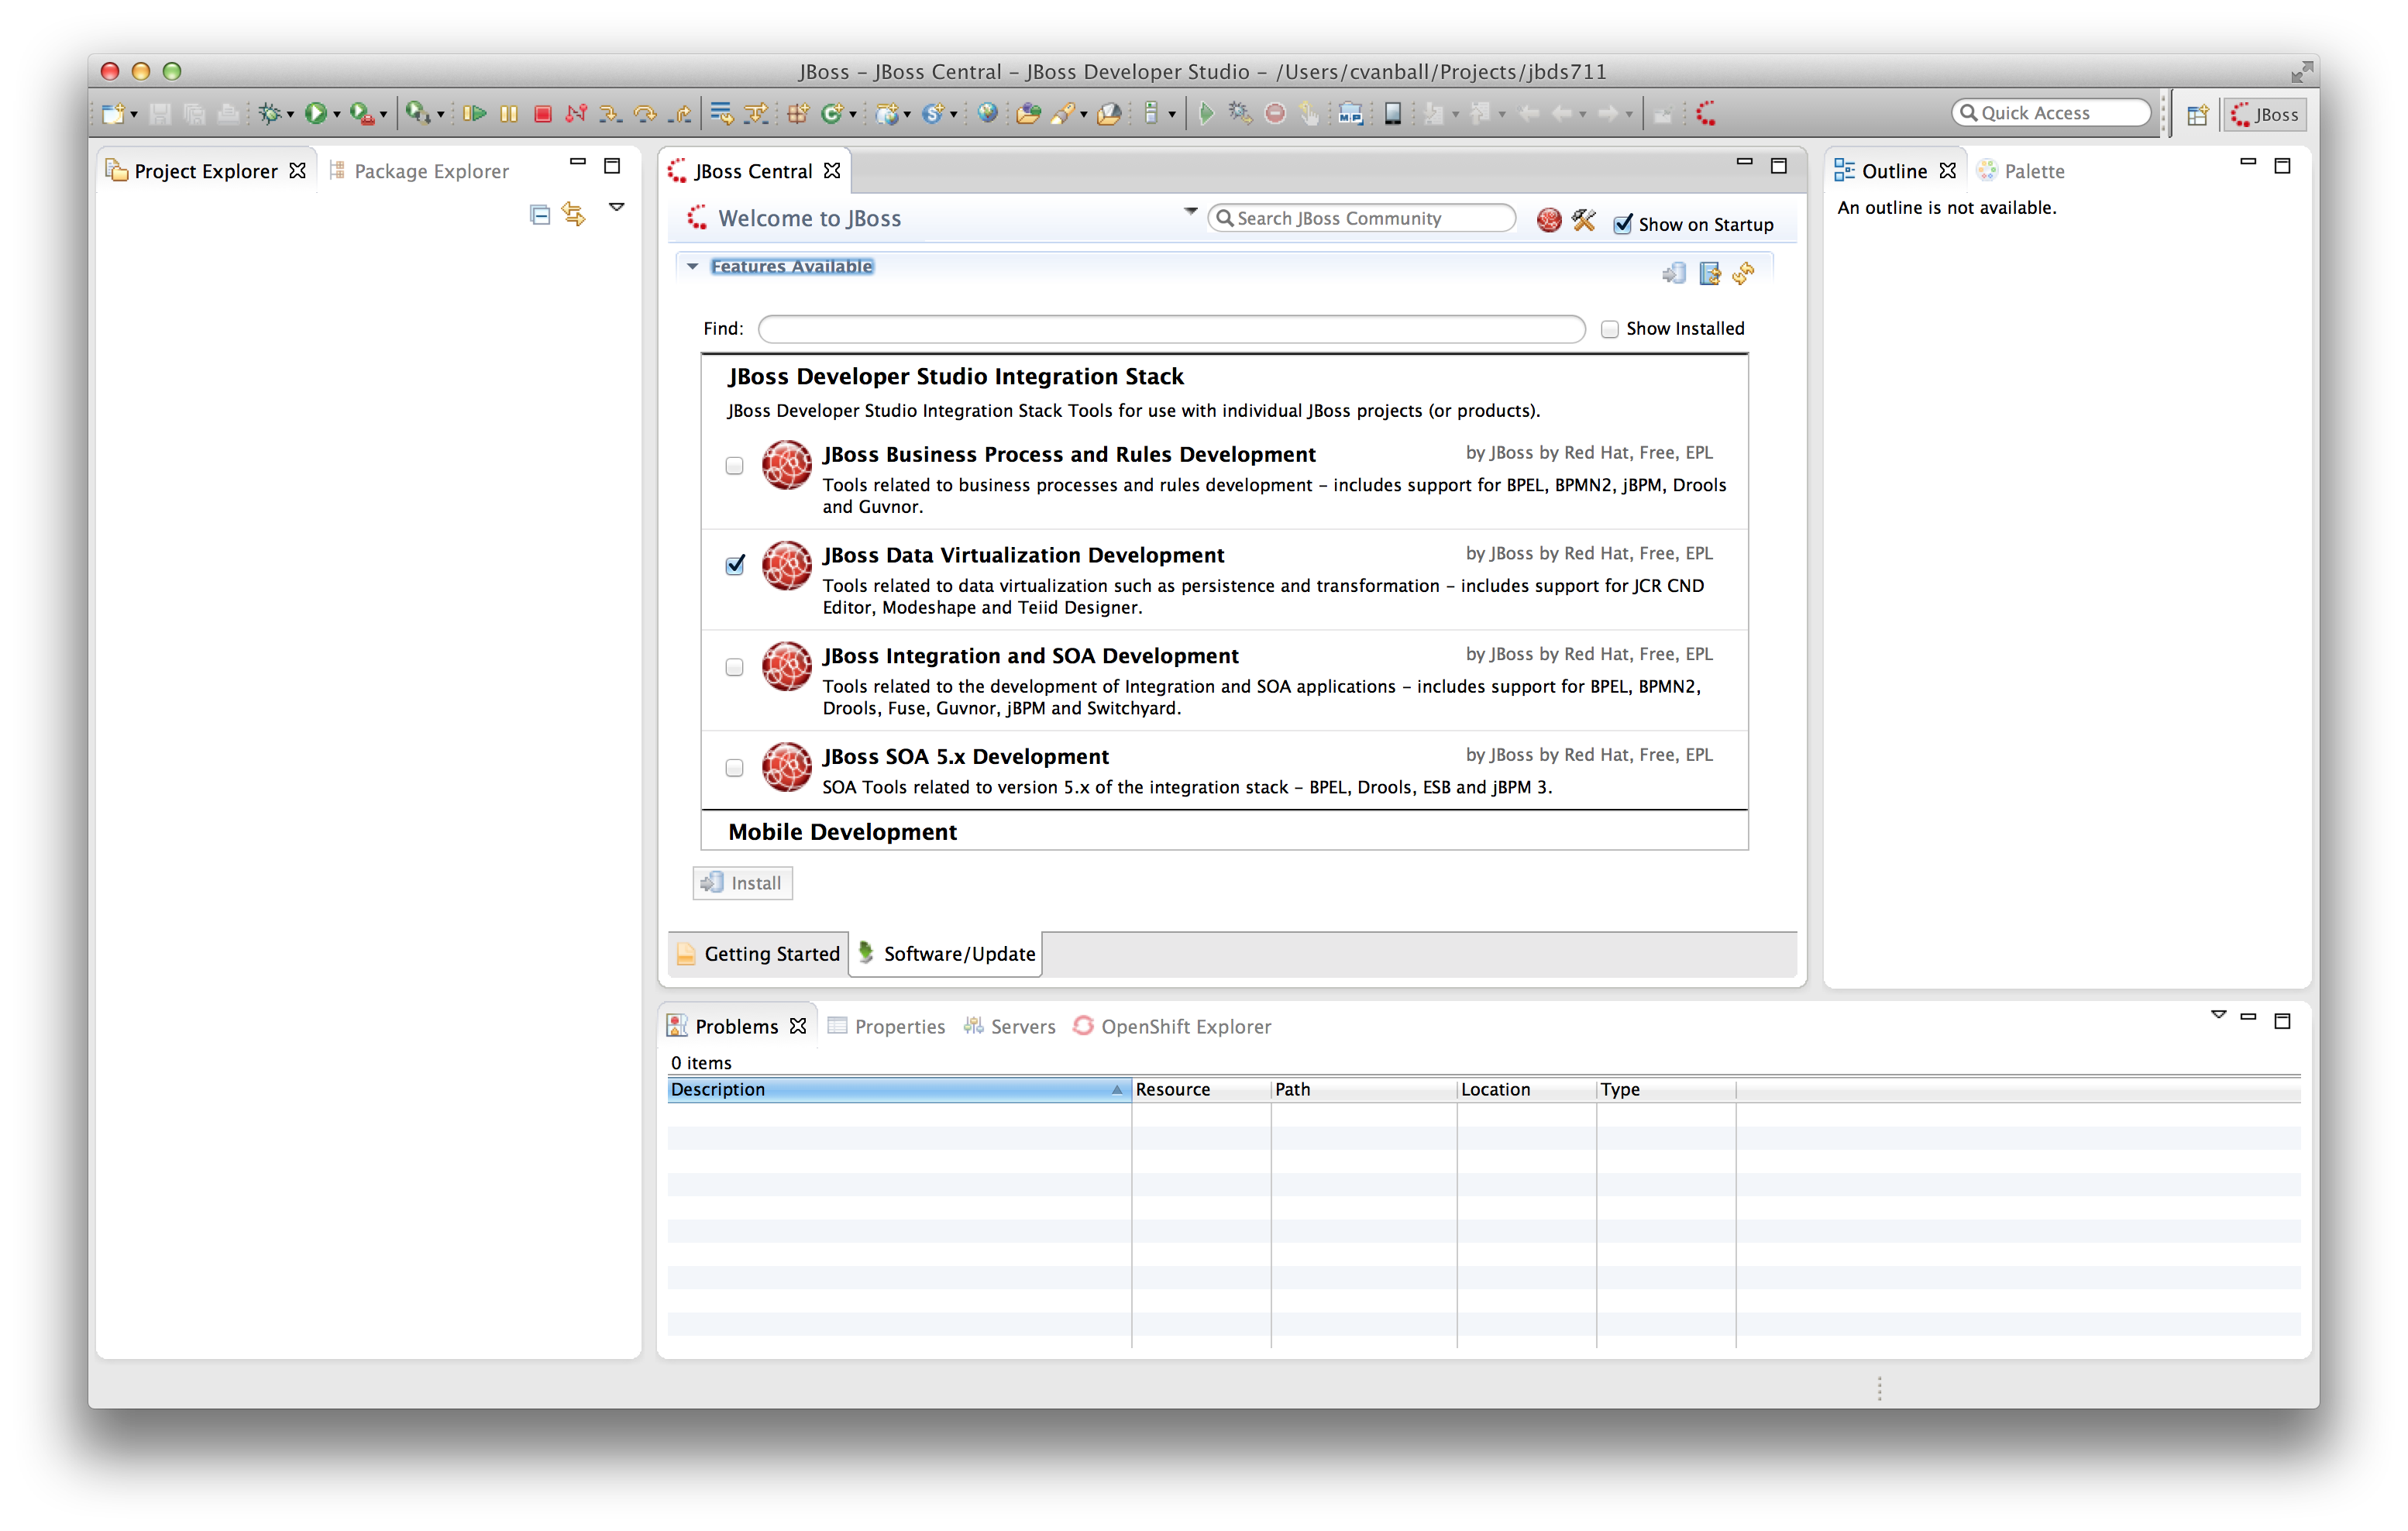 JBoss – JBoss Central – JBoss Developer Studio – /Users/cvanball/Projects/jbds711
Quick Access
JBoss
Project Explorer
Package Explorer
JBoss Central
Outline
Palette
An outline is not available.
Welcome to JBoss
Search JBoss Community
Show on Startup
Features Available
Find:
Show Installed
JBoss Developer Studio Integration Stack
JBoss Developer Studio Integration Stack Tools for use with individual JBoss projects (or products).
JBoss Business Process and Rules Development
by JBoss by Red Hat, Free, EPL
Tools related to business processes and rules development – includes support for BPEL, BPMN2, jBPM, Drools
and Guvnor.
JBoss Data Virtualization Development
by JBoss by Red Hat, Free, EPL
Tools related to data virtualization such as persistence and transformation – includes support for JCR CND
Editor, Modeshape and Teiid Designer.
JBoss Integration and SOA Development
by JBoss by Red Hat, Free, EPL
Tools related to the development of Integration and SOA applications – includes support for BPEL, BPMN2,
Drools, Fuse, Guvnor, jBPM and Switchyard.
JBoss SOA 5.x Development
by JBoss by Red Hat, Free, EPL
SOA Tools related to version 5.x of the integration stack – BPEL, Drools, ESB and jBPM 3.
Mobile Development
Install
Getting Started
Software/Update
Problems
Properties
Servers
OpenShift Explorer
0 items
Description
Resource
Path
Location
Type